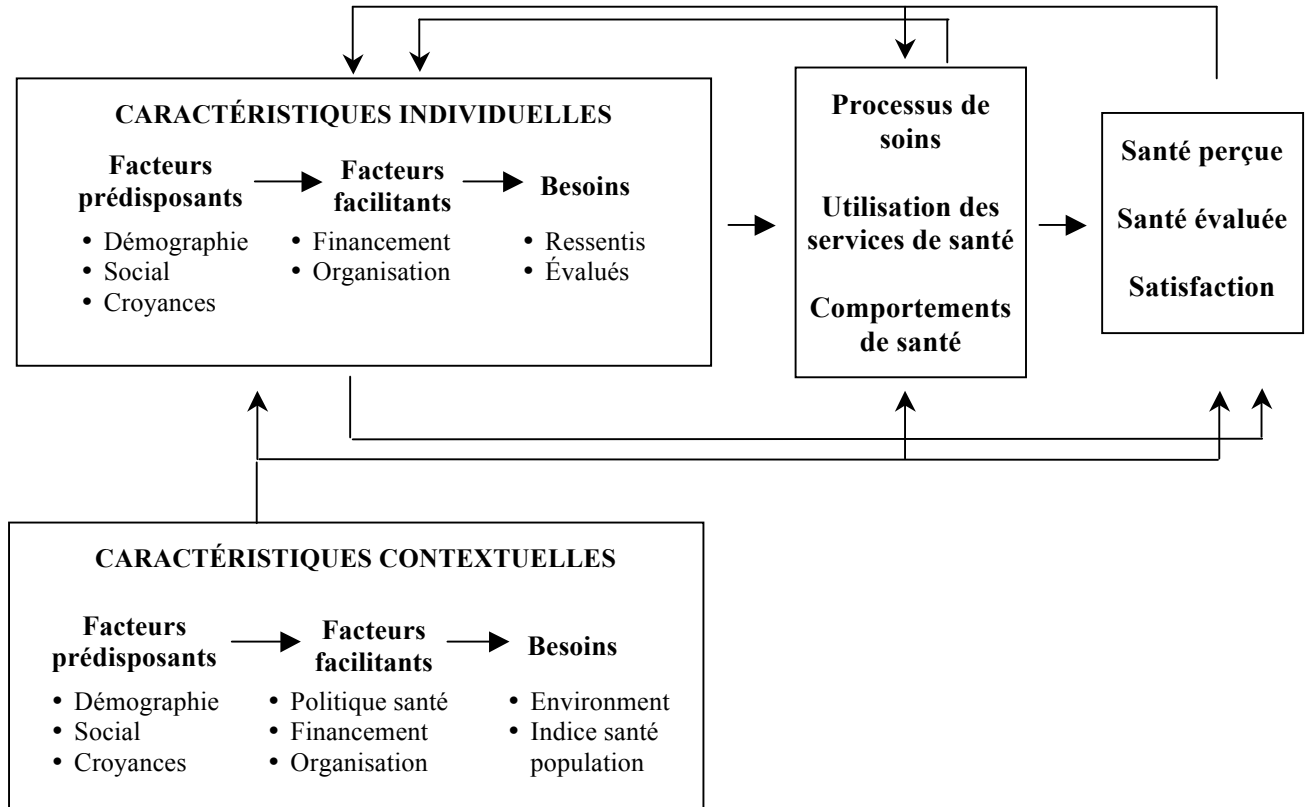 CARACTÉRISTIQUES INDIVIDUELLES
Facteurs
prédisposants
• Démographie
• Social
• Croyances
Facteurs
facilitants
• Financement
• Organisation
Besoins
• Ressentis
• Évalués
Processus de
soins
Utilisation des
services de santé
Comportements
de santé
Santé perçue
Santé évaluée
Satisfaction
CARACTÉRISTIQUES CONTEXTUELLES
Facteurs
prédisposants
• Démographie
• Social
• Croyances
Facteurs
facilitants
• Politique santé
• Financement
• Organisation
Besoins
• Environment
• Indice santé
population